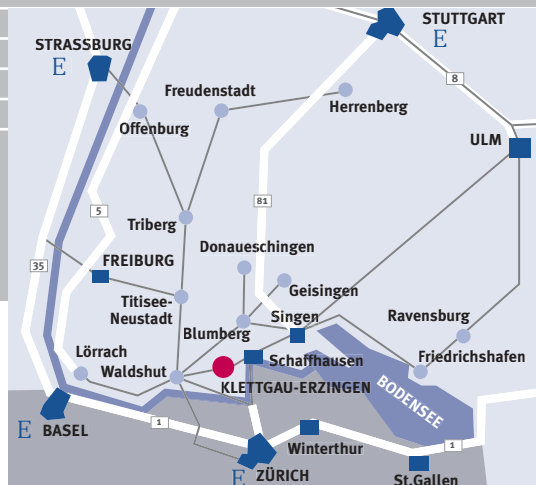 STUTTGART
E
STRASSBURG
E
8
Freudenstadt
Herrenberg
Offenburg
ULM
81
5
Triberg
Donaueschingen
FREIBURG
35
Geisingen
Titisee-
Neustadt
Singen
Ravensburg
Blumberg
Lörrach
Schaffhausen
Friedrichshafen
Waldshut
KLETTGAU-ERZINGEN
BODENSEE
E BASEL
1
Winterthur
1
E
ZÜRICH
St.Gallen